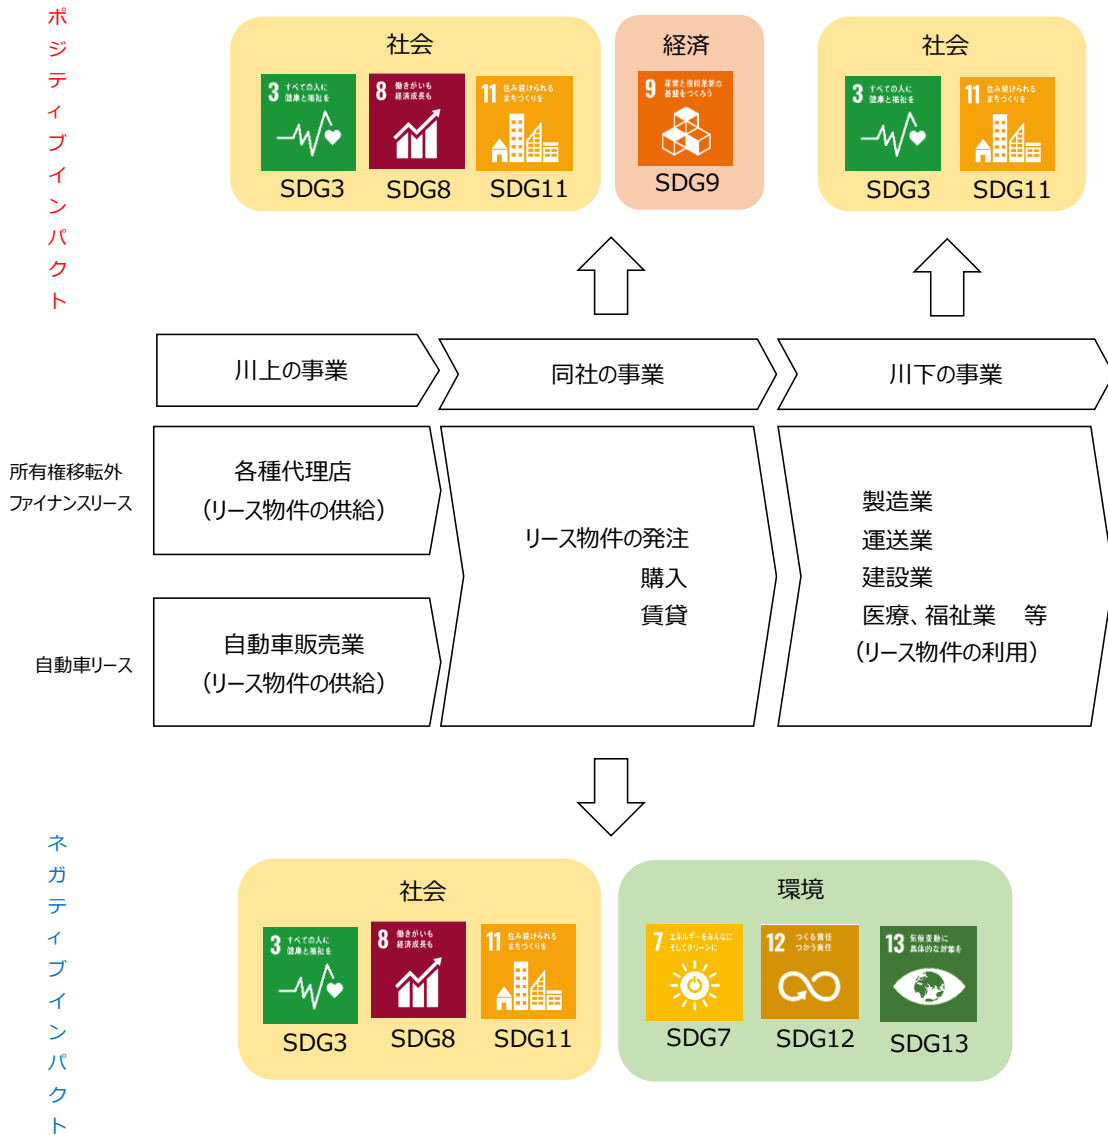 ポジティブインパクト
社会
3 すべての人に
健康と福祉を
SDG3
8 働きがいも
経済成長も
SDG8
11 住み続けられる
まちづくりを
SDG11
経済
9 産業と技術革新の
基盤をつくろう
SDG9
社会
3 すべての人に
健康と福祉を
SDG3
11 住み続けられる
まちづくりを
SDG11
川上の事業
同社の事業
川下の事業
所有権移転外
ファイナンスリース
各種代理店
(リース物件の供給)
自動車リース
自動車販売業
(リース物件の供給)
リース物件の発注
購入
賃貸
製造業
運送業
建設業
医療、福祉業 等
(リース物件の利用)
ネガティブインパクト
社会
3 すべての人に
健康と福祉を
SDG3
8 働きがいも
経済成長も
SDG8
11 住み続けられる
まちづくりを
SDG11
環境
7 エネルギーをみんなに
そしてクリーンに
SDG7
12 つくる責任
つかう責任
SDG12
13 気候変動に
具体的な対策を
SDG13